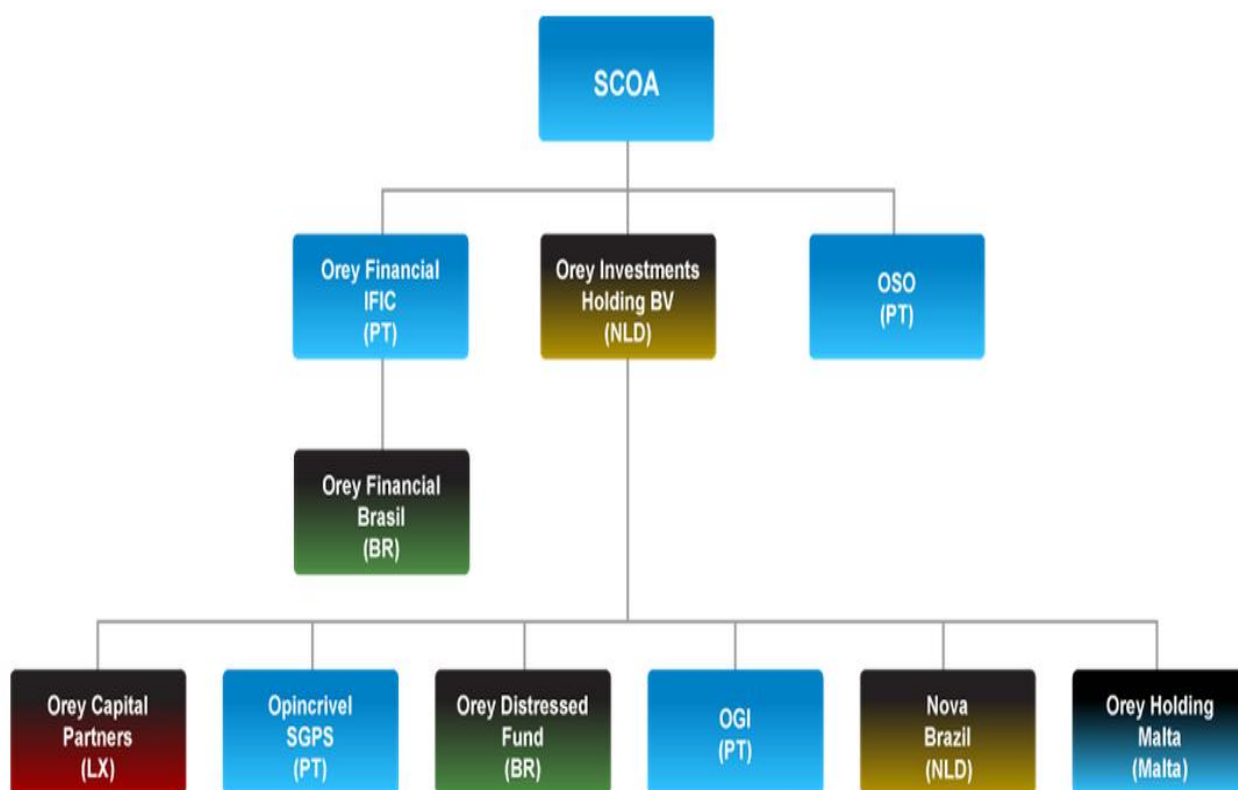 SCOA
Orey Financial
IFIC
(PT)
Orey Investments
Holding BV
(NLD)
OSO
(PT)
Orey Financial
Brasil
(BR)
Orey Capital
Partners
(LX)
Opincrivel
SGPS
(PT)
Orey Distressed
Fund
(BR)
OGI
(PT)
Nova
Brazil
(NLD)
Orey Holding
Malta
(Malta)